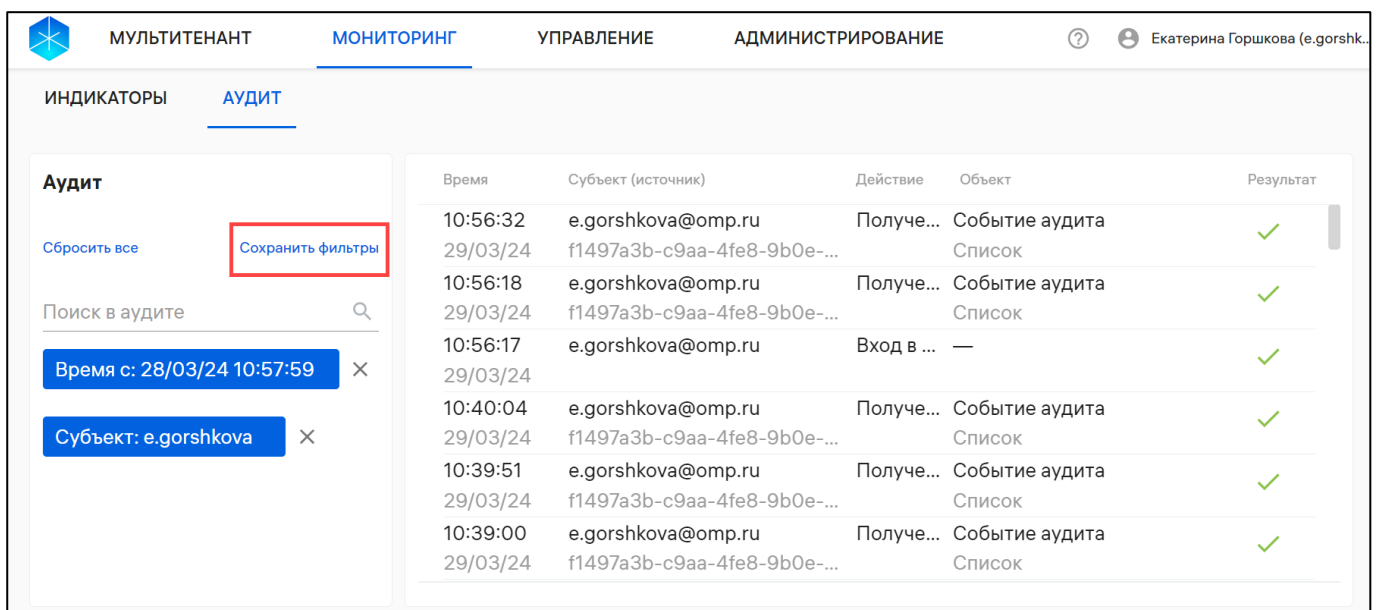 МУЛЬТИТЕНАНТ МОНИТОРИНГ УПРАВЛЕНИЕ АДМИНИСТРИРОВАНИЕ ? Екатерина Горшкова (e.gorshk...
ИНДИКАТОРЫ АУДИТ
Аудит
Сбросить все Сохранить фильтры
Поиск в аудите
Время с: 28/03/24 10:57:59
Субъект: e.gorshkova
Время Субъект (источник) Действие Объект Результат
10:56:32 e.gorshkova@omp.ru Получе... Событие аудита
29/03/24 f1497a3b-c9aa-4fe8-9b0e-... Список
10:56:18 e.gorshkova@omp.ru Получе... Событие аудита
29/03/24 f1497a3b-c9aa-4fe8-9b0e-... Список
10:56:17 e.gorshkova@omp.ru Вход в ... —
29/03/24
10:40:04 e.gorshkova@omp.ru Получе... Событие аудита
29/03/24 f1497a3b-c9aa-4fe8-9b0e-... Список
10:39:51 e.gorshkova@omp.ru Получе... Событие аудита
29/03/24 f1497a3b-c9aa-4fe8-9b0e-... Список
10:39:00 e.gorshkova@omp.ru Получе... Событие аудита
29/03/24 f1497a3b-c9aa-4fe8-9b0e-... Список